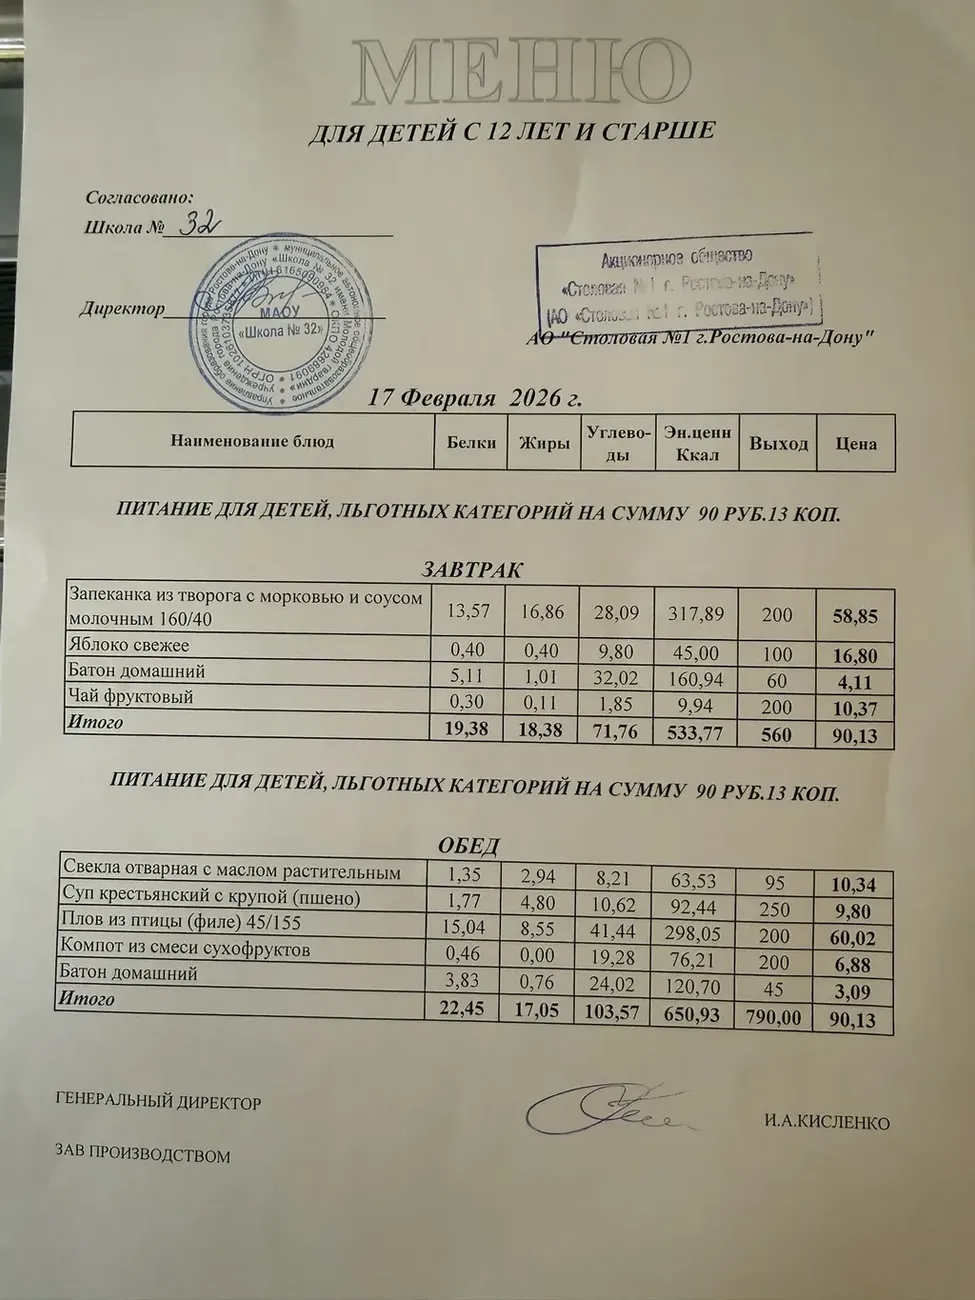 МЕНЮ
ДЛЯ ДЕТЕЙ С 12 ЛЕТ И СТАРШЕ
Согласовано:
Школа № 32
Директор
МАОУ
«Школа № 32»
Акционерное общество
«Столовая №1 г. Ростова-на-Дону»
(АО «Столовая №1 г. Ростова-на-Дону»)
АО "Столовая №1 г.Ростова-на-Дону"
17 Февраля 2026 г.
Наименование блюд Белки Жиры Углево-ды Эн.ценн Ккал Выход Цена
ПИТАНИЕ ДЛЯ ДЕТЕЙ, ЛЬГОТНЫХ КАТЕГОРИЙ НА СУММУ 90 РУБ.13 КОП.
ЗАВТРАК
Запеканка из творога с морковью и соусом
молочным 160/40 13,57 16,86 28,09 317,89 200 58,85
Яблоко свежее 0,40 0,40 9,80 45,00 100 16,80
Батон домашний 5,11 1,01 32,02 160,94 60 4,11
Чай фруктовый 0,30 0,11 1,85 9,94 200 10,37
Итого 19,38 18,38 71,76 533,77 560 90,13
ПИТАНИЕ ДЛЯ ДЕТЕЙ, ЛЬГОТНЫХ КАТЕГОРИЙ НА СУММУ 90 РУБ.13 КОП.
ОБЕД
Свекла отварная с маслом растительным 1,35 2,94 8,21 63,53 95 10,34
Суп крестьянский с крупой (пшено) 1,77 4,80 10,62 92,44 250 9,80
Плов из птицы (филе) 45/155 15,04 8,55 41,44 298,05 200 60,02
Компот из смеси сухофруктов 0,46 0,00 19,28 76,21 200 6,88
Батон домашний 3,83 0,76 24,02 120,70 45 3,09
Итого 22,45 17,05 103,57 650,93 790,00 90,13
ГЕНЕРАЛЬНЫЙ ДИРЕКТОР
И.А.КИСЛЕНКО
ЗАВ ПРОИЗВОДСТВОМ